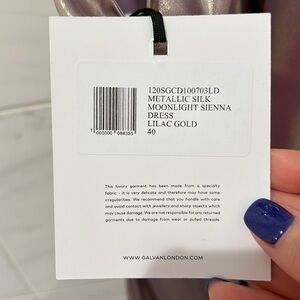 120SGCD100703LD
METALLIC SILK
MOONLIGHT SIENNA
DRESS
LILAC GOLD
40
1 000000 088335
This luxury garment has been made from a specialty
fabric - it is very delicate and therefore may have some
irregularities. We recommend that you handle with care
and avoid contact with jewellery and sharp objects which
may cause damage. We are not responsible for any returned
garments due to damage from wear or pulled threads.
WWW.GALVANLONDON.COM